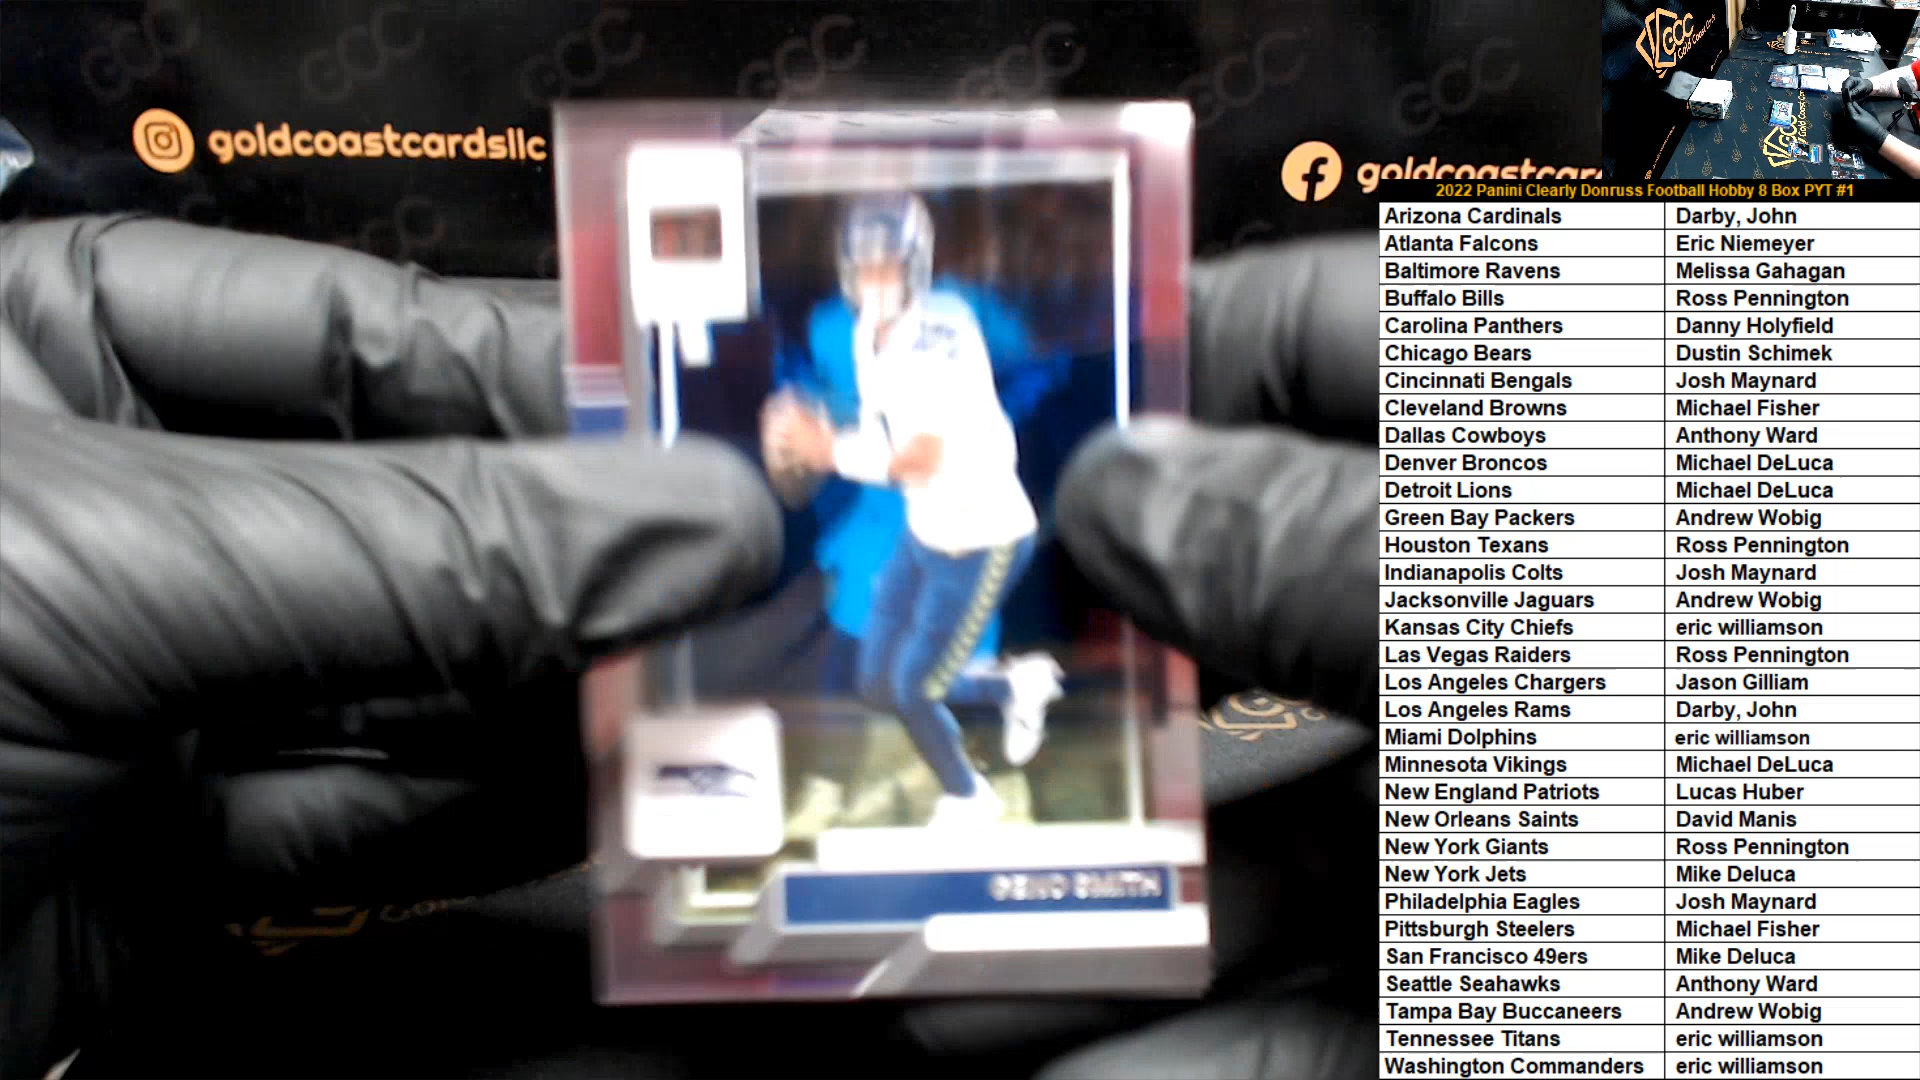 goldcoastcardsllc
goldcoastcar
2022 Panini Clearly Donruss Football Hobby 8 Box PYT #1
Arizona Cardinals Darby, John
Atlanta Falcons Eric Niemeyer
Baltimore Ravens Melissa Gahagan
Buffalo Bills Ross Pennington
Carolina Panthers Danny Holyfield
Chicago Bears Dustin Schimek
Cincinnati Bengals Josh Maynard
Cleveland Browns Michael Fisher
Dallas Cowboys Anthony Ward
Denver Broncos Michael DeLuca
Detroit Lions Michael DeLuca
Green Bay Packers Andrew Wobig
Houston Texans Ross Pennington
Indianapolis Colts Josh Maynard
Jacksonville Jaguars Andrew Wobig
Kansas City Chiefs eric williamson
Las Vegas Raiders Ross Pennington
Los Angeles Chargers Jason Gilliam
Los Angeles Rams Darby, John
Miami Dolphins eric williamson
Minnesota Vikings Michael DeLuca
New England Patriots Lucas Huber
New Orleans Saints David Manis
New York Giants Ross Pennington
New York Jets Mike Deluca
Philadelphia Eagles Josh Maynard
Pittsburgh Steelers Michael Fisher
San Francisco 49ers Mike Deluca
Seattle Seahawks Anthony Ward
Tampa Bay Buccaneers Andrew Wobig
Tennessee Titans eric williamson
Washington Commanders eric williamson
GENO SMITH
GCC
Gold Coast